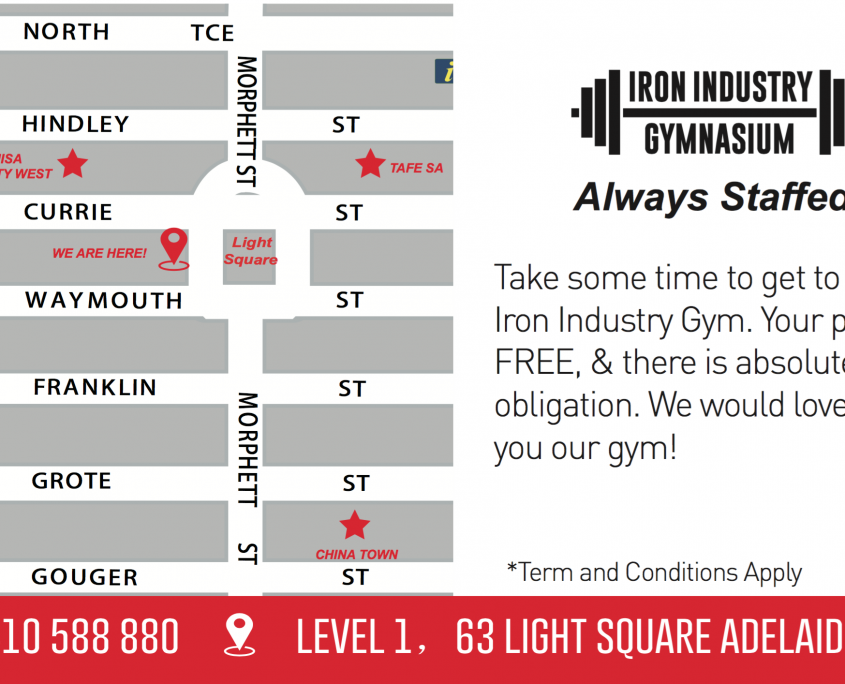 NORTH TCE
MORPHETT ST
i
HINDLEY ST
WEST
TAFE SA
CURRIE ST
WE ARE HERE!
Light
Square
WAYMOUTH ST
FRANKLIN ST
MORPHETT ST
GROTE ST
CHINA TOWN
GOUGER ST
IRON INDUSTRY
GYMNASIUM
Always Staffed
Take some time to get to
Iron Industry Gym. Your p
FREE, & there is absolute
obligation. We would love
you our gym!
*Term and Conditions Apply
10 588 880 LEVEL 1, 63 LIGHT SQUARE ADELAID